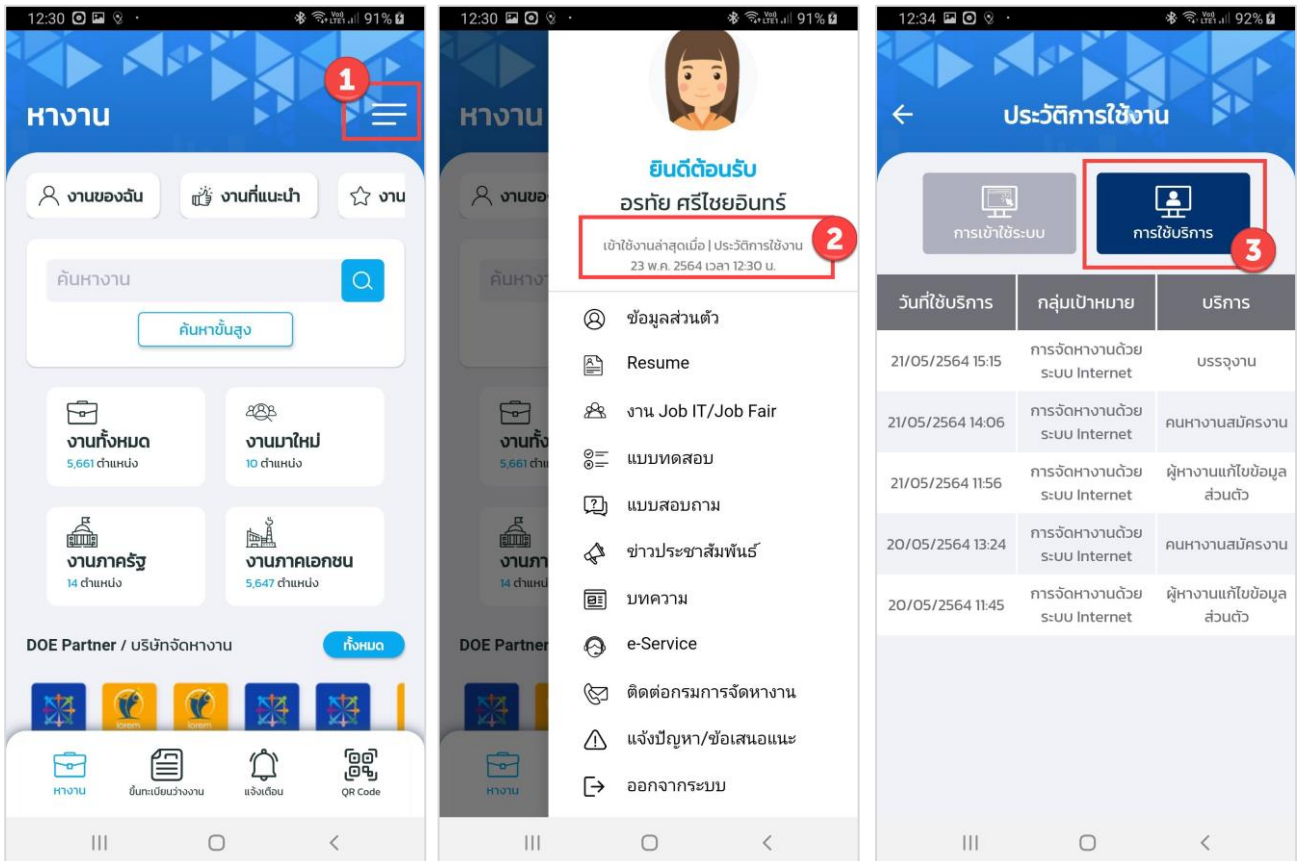 12:30
91%
1
หางาน
งานของฉัน
งานที่แนะนำ
งาน
ค้นหางาน
ค้นหาขั้นสูง
งานทั้งหมด
5,661 ตำแหน่ง
งานมาใหม่
10 ตำแหน่ง
งานภาครัฐ
14 ตำแหน่ง
งานภาคเอกชน
5,647 ตำแหน่ง
DOE Partner / บริษัทจัดหางาน
ทั้งหมด
lorem
lorem
หางาน
ขึ้นทะเบียนว่างงาน
แจ้งเตือน
QR Code
12:30
91%
หางาน
งานขอ
ค้นหางา
งานทั้ง
5,661 ตำแ
งานภา
14 ตำแหน่
DOE Partner
หางาน
ยินดีต้อนรับ
อรทัย ศรีไชยอินทร์
เข้าใช้งานล่าสุดเมื่อ | ประวัติการใช้งาน
23 พ.ค. 2564 เวลา 12:30 น.
2
ข้อมูลส่วนตัว
Resume
งาน Job IT/Job Fair
แบบทดสอบ
แบบสอบถาม
ข่าวประชาสัมพันธ์
บทความ
e-Service
ติดต่อกรมการจัดหางาน
แจ้งปัญหา/ข้อเสนอแนะ
ออกจากระบบ
12:34
92%
ประวัติการใช้งาน
การเข้าใช้ระบบ
การใช้บริการ
3
วันที่ใช้บริการ กลุ่มเป้าหมาย บริการ
21/05/2564 15:15 การจัดหางานด้วย บรรจุงาน
ระบบ Internet
21/05/2564 14:06 การจัดหางานด้วย คนหางานสมัครงาน
ระบบ Internet
21/05/2564 11:56 การจัดหางานด้วย ผู้หางานแก้ไขข้อมูล
ระบบ Internet ส่วนตัว
20/05/2564 13:24 การจัดหางานด้วย คนหางานสมัครงาน
ระบบ Internet
20/05/2564 11:45 การจัดหางานด้วย ผู้หางานแก้ไขข้อมูล
ระบบ Internet ส่วนตัว